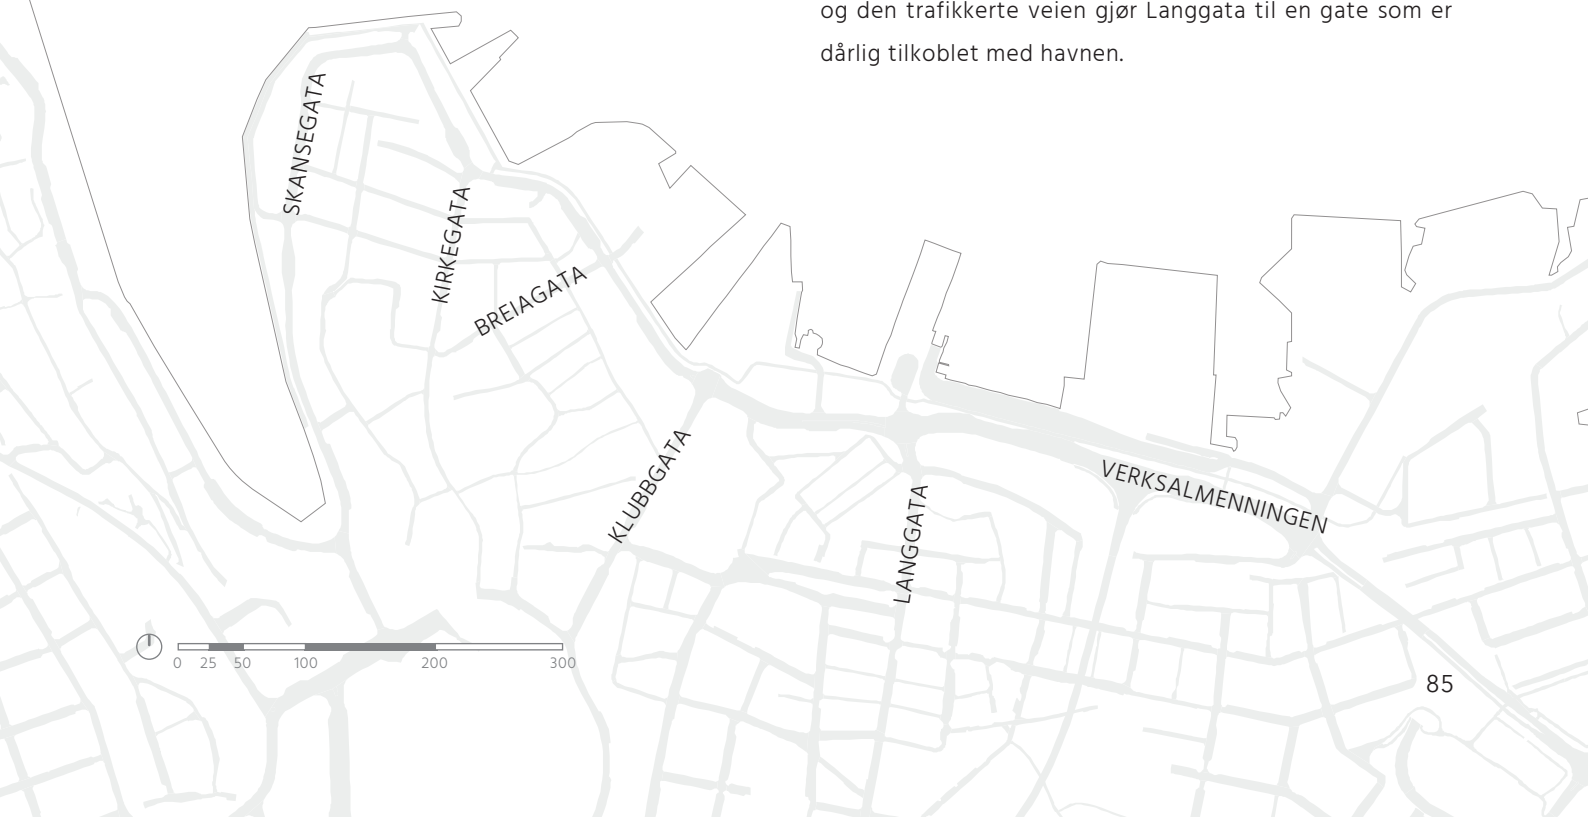 og den trafikkerte veien gjør Langgata til en gate som er
dårlig tilkoblet med havnen.
SKANSEGATA
KIRKEGATA
BREIAGATA
KLUBBGATA
LANGGATA
VERKSALMENNINGEN
0 25 50 100 200 300
85